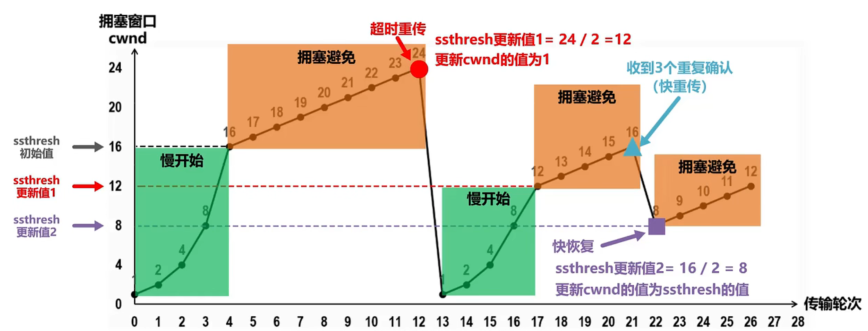 拥塞窗口
cwnd
超时重传
ssthresh更新值1= 24 / 2 =12
更新cwnd的值为1
拥塞避免
24
24
23
22
21
20
19
18
17
16
收到3个重复确认
（快重传）
拥塞避免
20
16
15
14
13
12
ssthresh
初始值
16
慢开始
拥塞避免
12
11
10
9
8
ssthresh
更新值1
12
慢开始
ssthresh
更新值2
8
8
8
快恢复
4
4
4
ssthresh更新值2= 16 / 2 = 8
2
2
更新cwnd的值为ssthresh的值
1
1
0
传输轮次
0 1 2 3 4 5 6 7 8 9 10 11 12 13 14 15 16 17 18 19 20 21 22 23 24 25 26 27 28